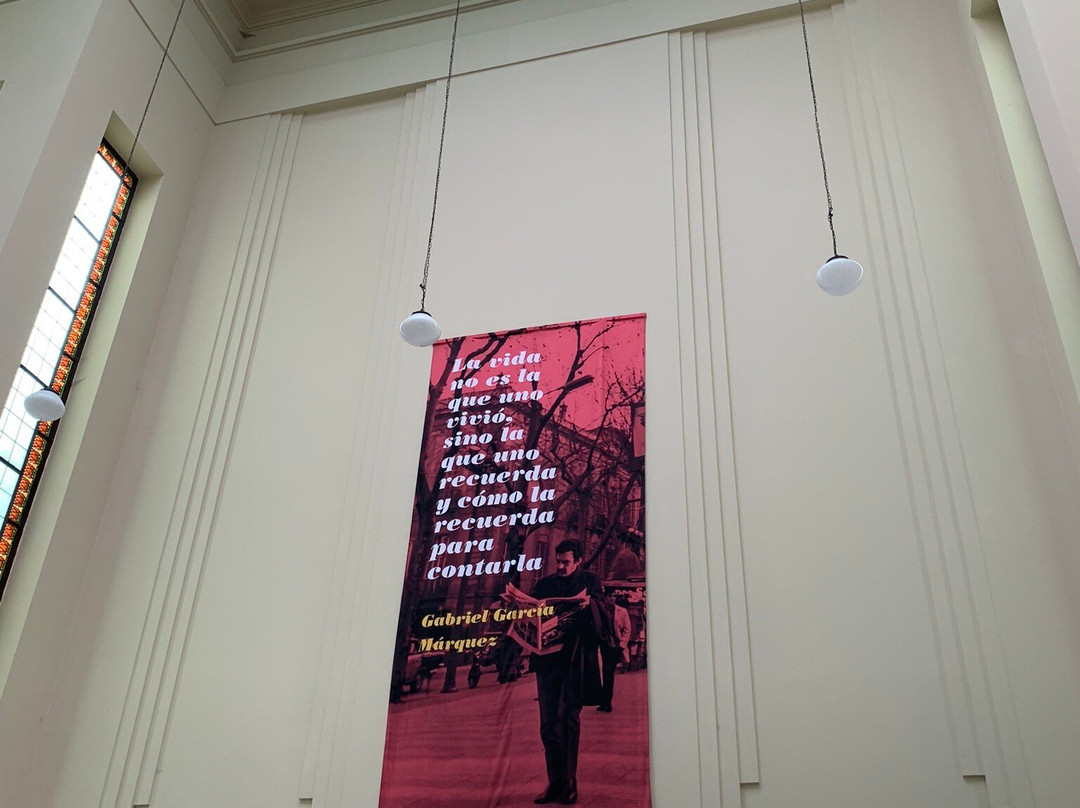 La vida
no es la
que uno
vivió,
sino la
que uno
recuerda
y cómo la
recuerda
para
contarla
Gabriel García
Márquez